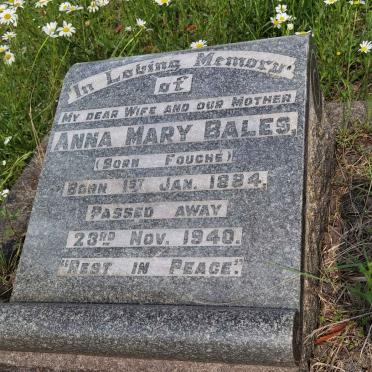 In Loving Memory.
of
My dear Wife and our Mother
Anna Mary Bales,
(Born Fouche)
Born 1st Jan. 1884.
Passed away
23rd Nov. 1940.
"Rest in Peace."